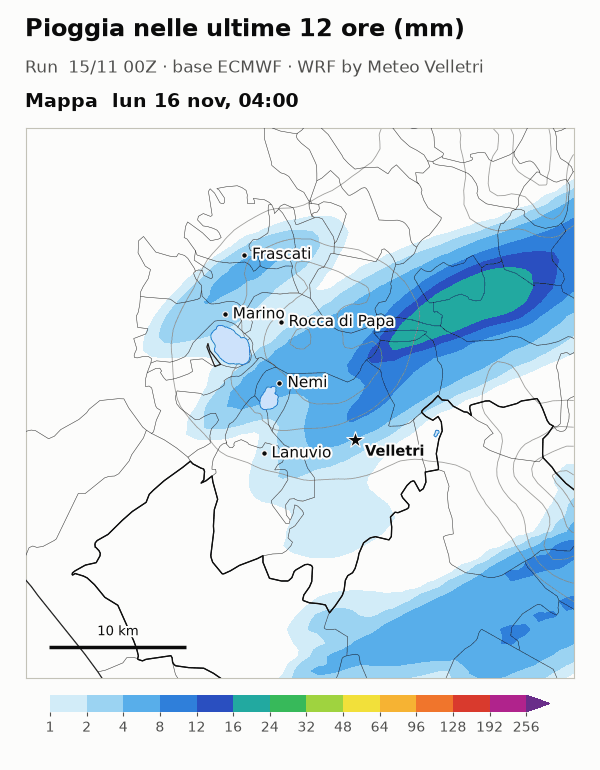 Pioggia nelle ultime 12 ore (mm)
Run  15/11 00Z · base ECMWF · WRF by Meteo Velletri
Mappa  lun 16 nov, 04:00
Frascati
Marino
Rocca di Papa
Nemi
Velletri
Lanuvio
10 km
1 2 4 8 12 16 24 32 48 64 96 128 192 256